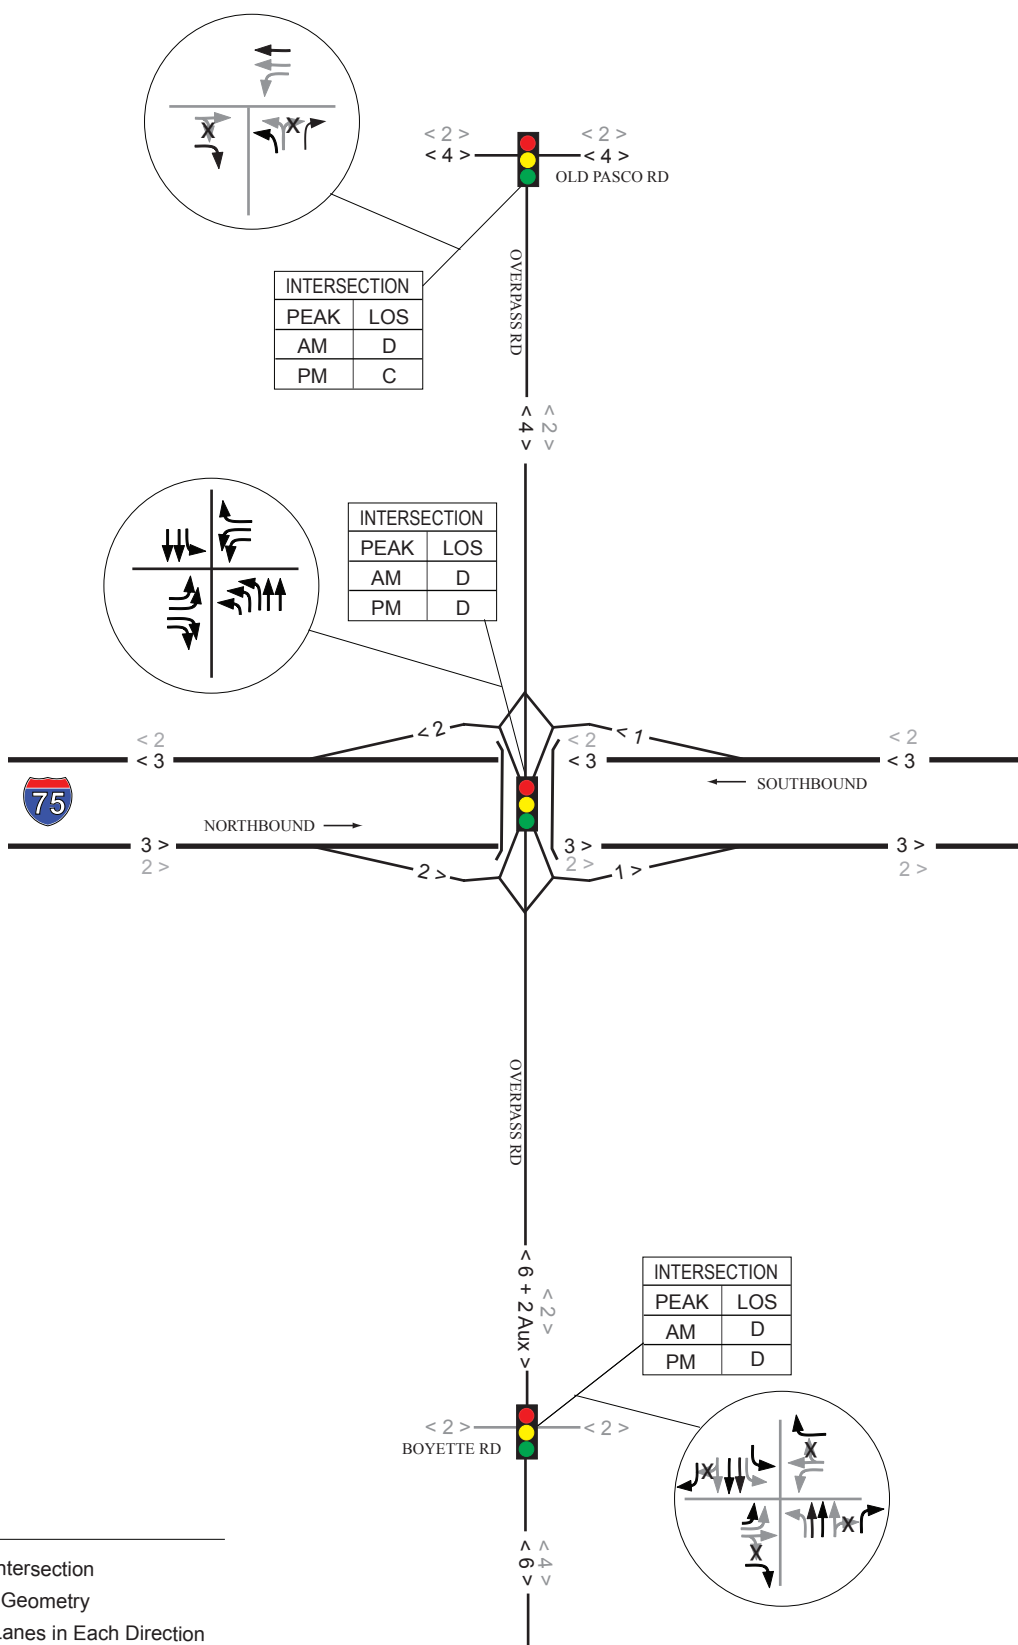 < 2 >
< 2 >
< 4 >
< 4 >
OLD PASCO RD
X
X
OVERPASS RD
INTERSECTION
PEAK LOS
AM D
PM C
< 4 >
< 2 >
INTERSECTION
PEAK LOS
AM D
PM D
< 2
< 3
< 2
< 2
< 3
< 1
< 2
< 3
75
SOUTHBOUND
NORTHBOUND
3 >
2 >
2 >
3 >
2 >
1 >
3 >
2 >
OVERPASS RD
< 6 + 2 Aux >
< 2 >
INTERSECTION
PEAK LOS
AM D
PM D
< 2 >
< 2 >
BOYETTE RD
X
X
X
X
< 6 >
< 4 >
ntersection
Geometry
anes in Each Direction